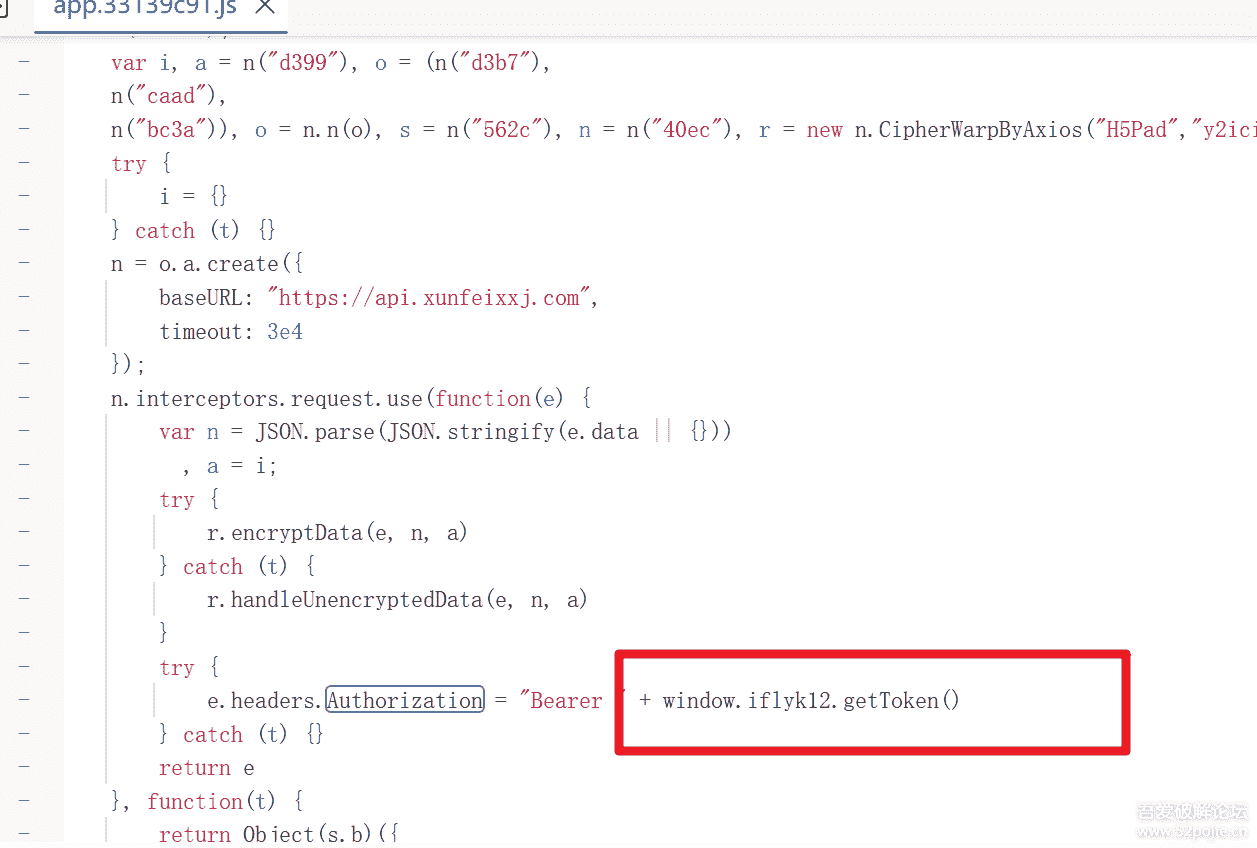 app.33139c91.js ×
var i, a = n("d399"), o = (n("d3b7"),
n("caad"),
n("bc3a")), o = n.n(o), s = n("562c"), n = n("40ec"), r = new n.CipherWarpByAxios("H5Pad","y2ici
try {
i = {}
} catch (t) {}
n = o.a.create({
baseURL: "https://api.xunfeixxj.com",
timeout: 3e4
});
n.interceptors.request.use(function(e) {
var n = JSON.parse(JSON.stringify(e.data || {}))
, a = i;
try {
r.encryptData(e, n, a)
} catch (t) {
r.handleUnencryptedData(e, n, a)
}
try {
e.headers.Authorization = "Bearer " + window.iflyk12.getToken()
} catch (t) {}
return e
}, function(t) {
return Object(s.b)({
吾爱破解论坛
www.52pojie.cn